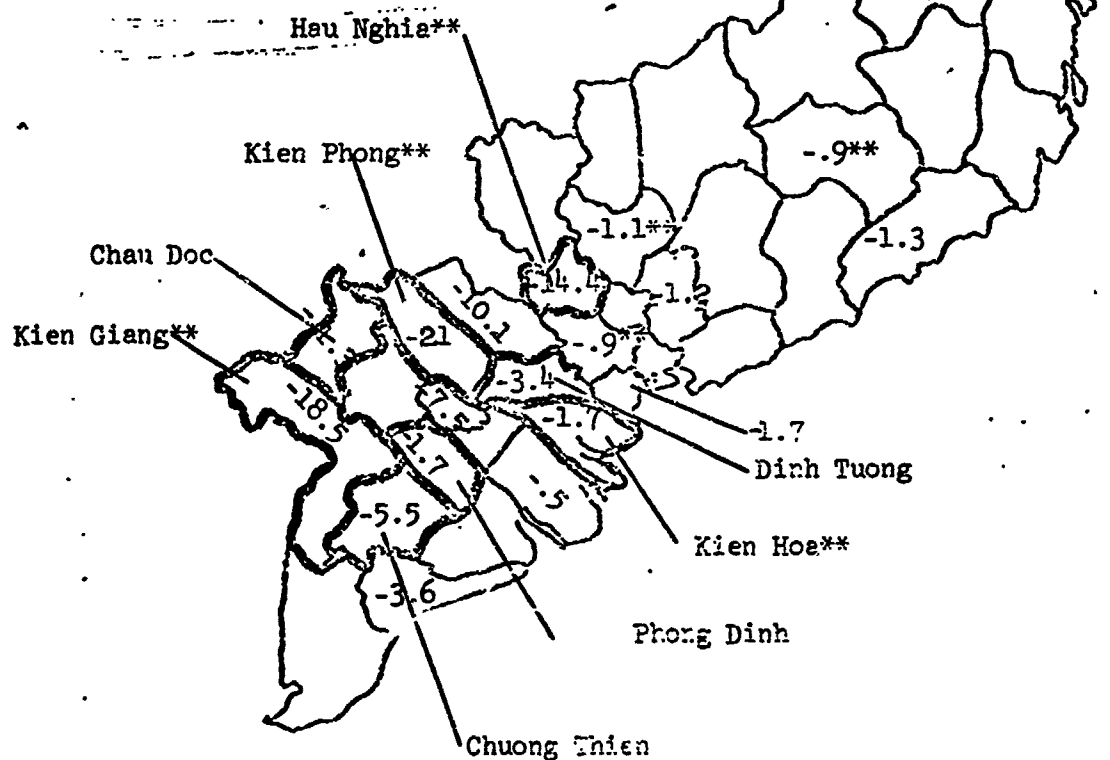 Hau Nghia**
Kien Phong**
-.9**
-1.1**
-1.3
Chau Doc
-14.4
-1.2
-10.1
Kien Giang**
-21
-.9*
-3.4
-18.5
-7.5
-1.7
-1.7
-1.7
Dinh Tuong
-.5
-5.5
Kien Hoa**
-3.6
Phong Dinh
Chuong Thien